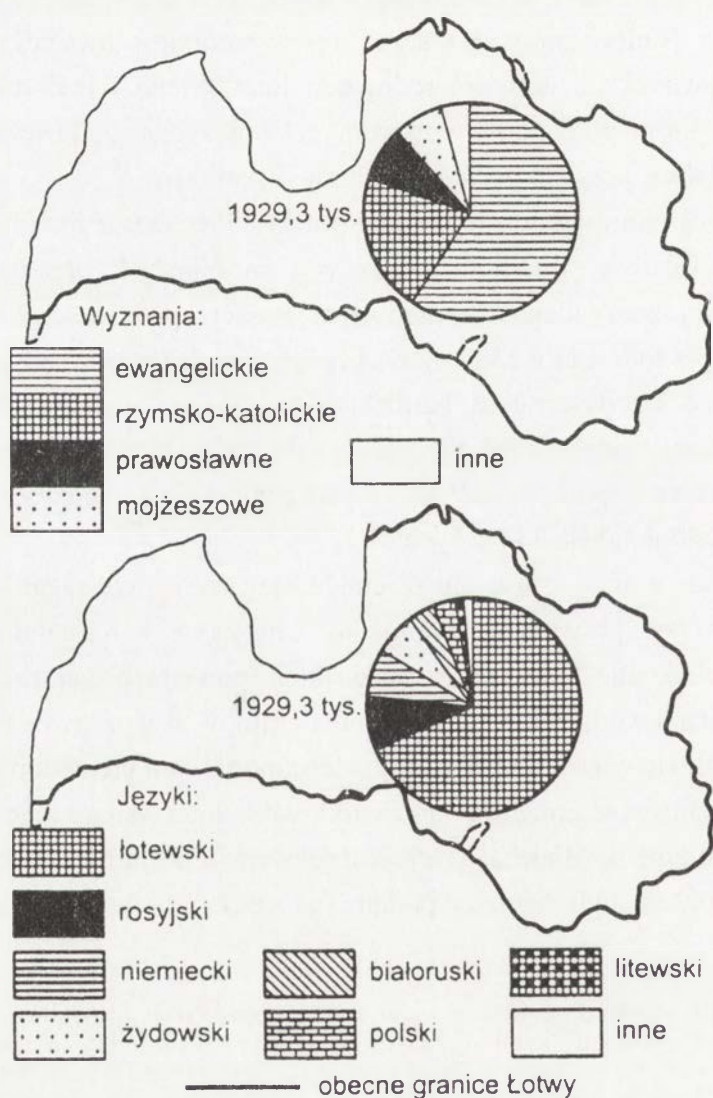 1929,3 tys.
Wyznania:
ewangelickie
rzymsko-katolickie
prawosławne
inne
mojżeszowe
1929,3 tys.
Języki:
łotewski
rosyjski
niemiecki
białoruski
litewski
żydowski
polski
inne
obecne granice Łotwy